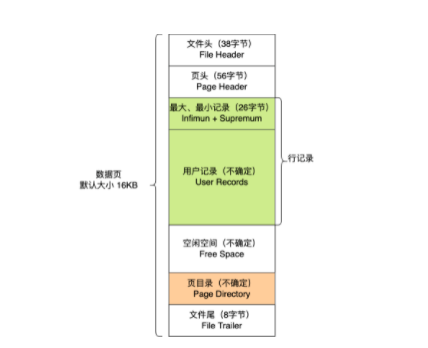 文件头（38字节）
File Header
页头（56字节）
Page Header
最大、最小记录（26字节）
Infimun + Supremum
行记录
数据页
默认大小 16KB
用户记录（不确定）
User Records
空闲空间（不确定）
Free Space
页目录（不确定）
Page Directory
文件尾（8字节）
File Trailer